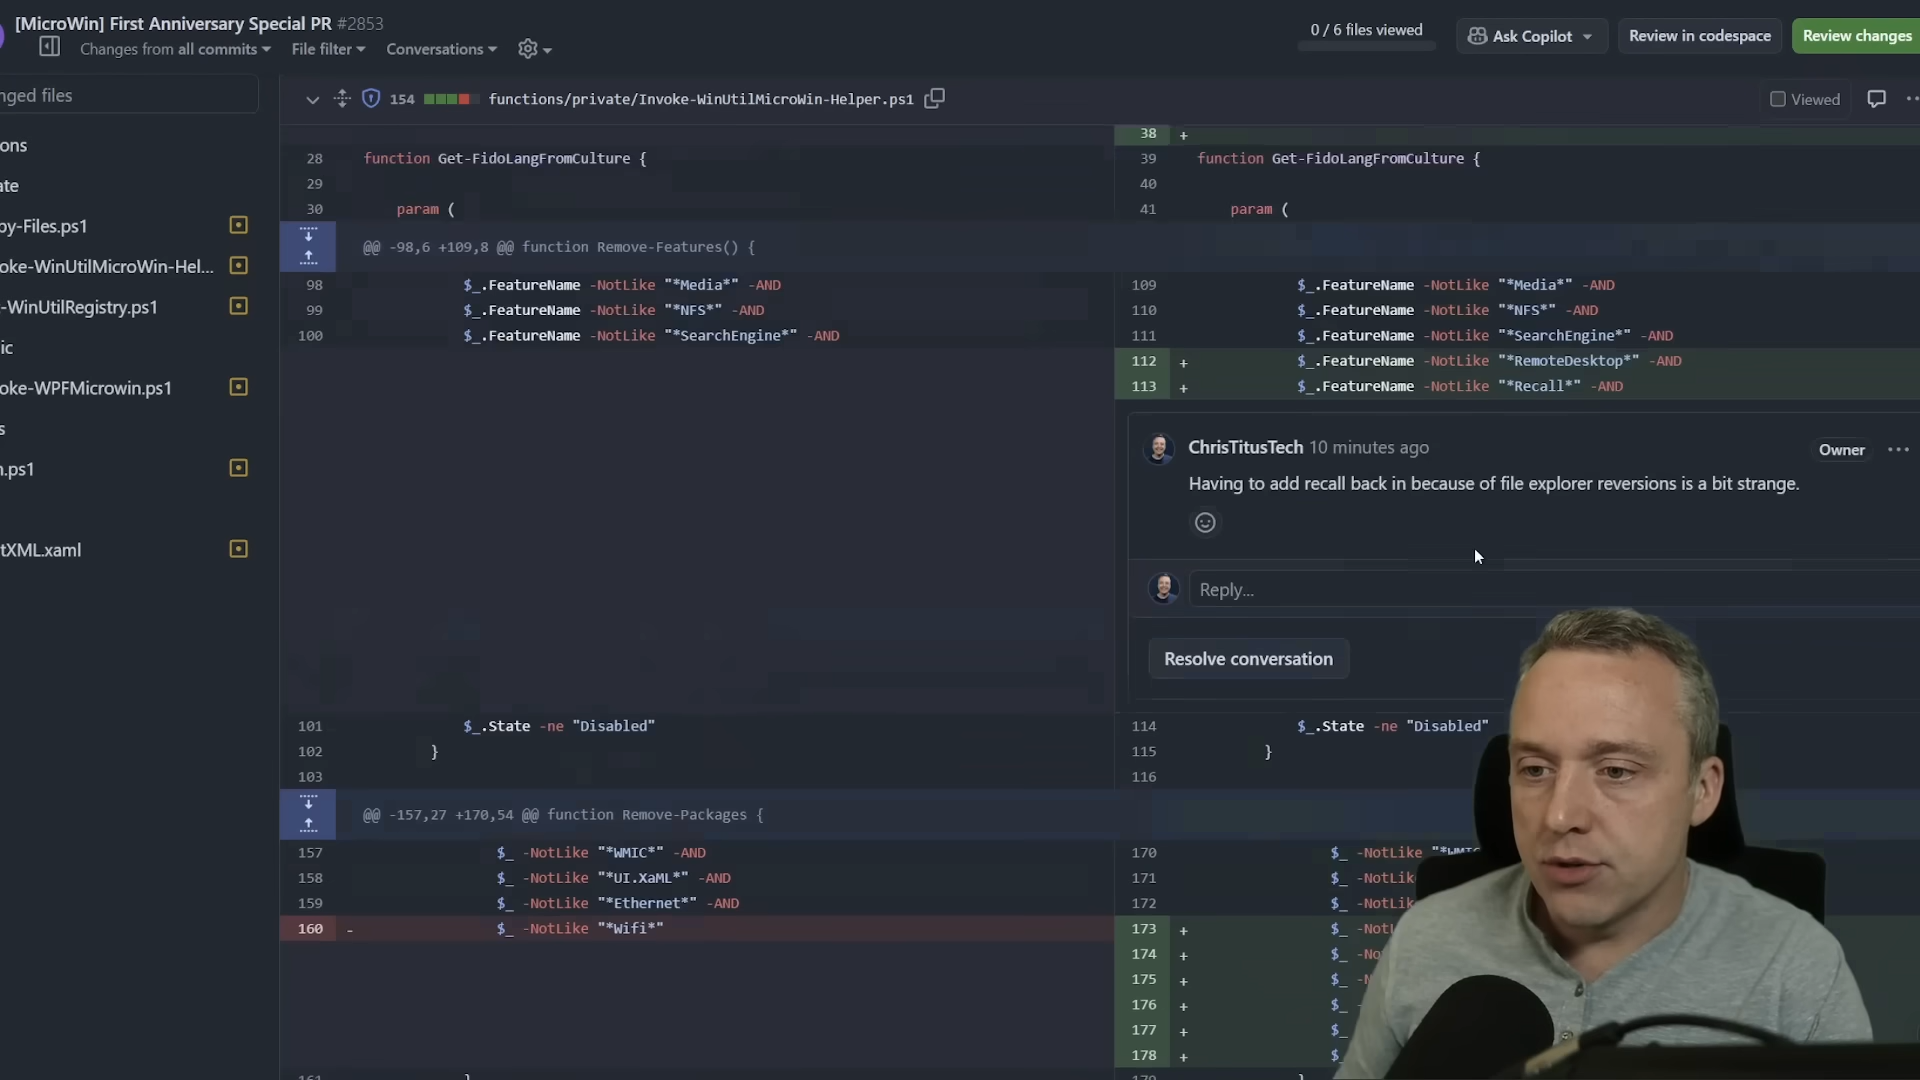 [MicroWin] First Anniversary Special PR #2853
Changes from all commits File filter Conversations
0 / 6 files viewed
Ask Copilot
Review in codespace
Review changes
nged files
ons
ate
py-Files.ps1
oke-WinUtilMicroWin-Hel...
-WinUtilRegistry.ps1
ic
oke-WPFMicrowin.ps1
s
n.ps1
tXML.xaml
154 functions/private/Invoke-WinUtilMicroWin-Helper.ps1
Viewed
38 +
28 function Get-FidoLangFromCulture {
29
30 param (
39 function Get-FidoLangFromCulture {
40
41 param (
@@ -98,6 +109,8 @@ function Remove-Features() {
98 $_.FeatureName -NotLike "*Media*" -AND
99 $_.FeatureName -NotLike "*NFS*" -AND
100 $_.FeatureName -NotLike "*SearchEngine*" -AND
109 $_.FeatureName -NotLike "*Media*" -AND
110 $_.FeatureName -NotLike "*NFS*" -AND
111 $_.FeatureName -NotLike "*SearchEngine*" -AND
112 + $_.FeatureName -NotLike "*RemoteDesktop*" -AND
113 + $_.FeatureName -NotLike "*Recall*" -AND
ChrisTitusTech 10 minutes ago
Owner
Having to add recall back in because of file explorer reversions is a bit strange.
Reply...
Resolve conversation
101 $_.State -ne "Disabled"
102 }
103
114 $_.State -ne "Disabled"
115 }
116
@@ -157,27 +170,54 @@ function Remove-Packages {
157 $_ -NotLike "*WMIC*" -AND
158 $_ -NotLike "*UI.XaML*" -AND
159 $_ -NotLike "*Ethernet*" -AND
160 - $_ -NotLike "*Wifi*"
170 $_ -NotLike "*WMIC
171 $_ -NotLik
172 $_ -NotLik
173 + $_ -NotL
174 + $_ -No
175 + $_ -N
176 + $_ -
177 + $_
178 + $_